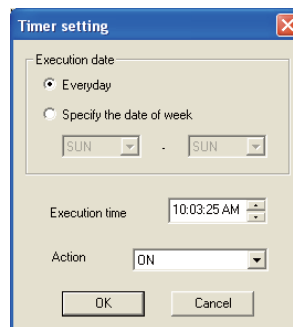 Timer setting
Execution date
Everyday
Specify the date of week
SUN - SUN
Execution time 10:03:25 AM
Action ON
OK Cancel